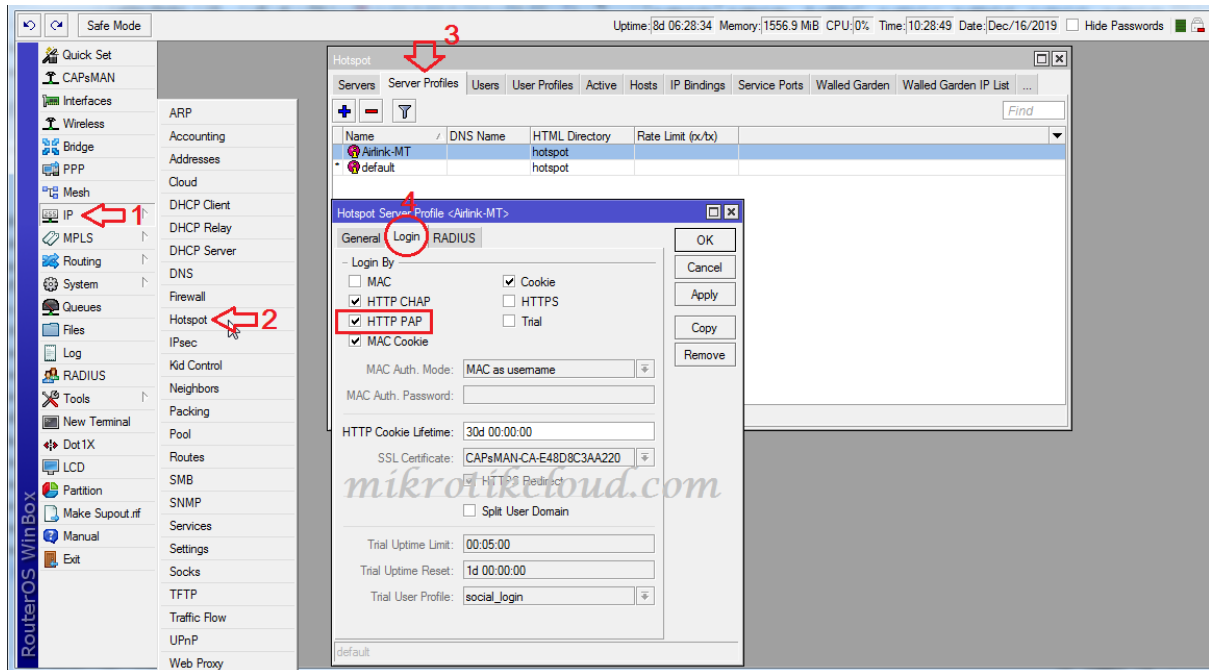 Safe Mode
Uptime: 8d 06:28:34 Memory: 1556.9 MiB CPU: 0% Time: 10:28:49 Date: Dec/16/2019 Hide Passwords
RouterOS WinBox
Quick Set
CAPsMAN
Interfaces
Wireless
Bridge
PPP
Mesh
IP 1
MPLS
Routing
System
Queues
Files
Log
RADIUS
Tools
New Terminal
Dot1X
LCD
Partition
Make Supout.rif
Manual
Exit
ARP
Accounting
Addresses
Cloud
DHCP Client
DHCP Relay
DHCP Server
DNS
Firewall
Hotspot 2
IPsec
Kid Control
Neighbors
Packing
Pool
Routes
SMB
SNMP
Services
Settings
Socks
TFTP
Traffic Flow
UPnP
Web Proxy
3
Hotspot
Servers Server Profiles Users User Profiles Active Hosts IP Bindings Service Ports Walled Garden Walled Garden IP List ...
Find
Name / DNS Name HTML Directory Rate Limit (rx/tx)
Airlink-MT hotspot
* default hotspot
4
Hotspot Server Profile <Airlink-MT>
General Login RADIUS
OK
Cancel
Apply
Copy
Remove
Login By
MAC Cookie
HTTP CHAP HTTPS
HTTP PAP Trial
MAC Cookie
MAC Auth. Mode: MAC as username
MAC Auth. Password:
HTTP Cookie Lifetime: 30d 00:00:00
SSL Certificate: CAPsMAN-CA-E48D8C3AA220
HTTPS Redirect
mikrotikcloud.com
Split User Domain
Trial Uptime Limit: 00:05:00
Trial Uptime Reset: 1d 00:00:00
Trial User Profile: social_login
default